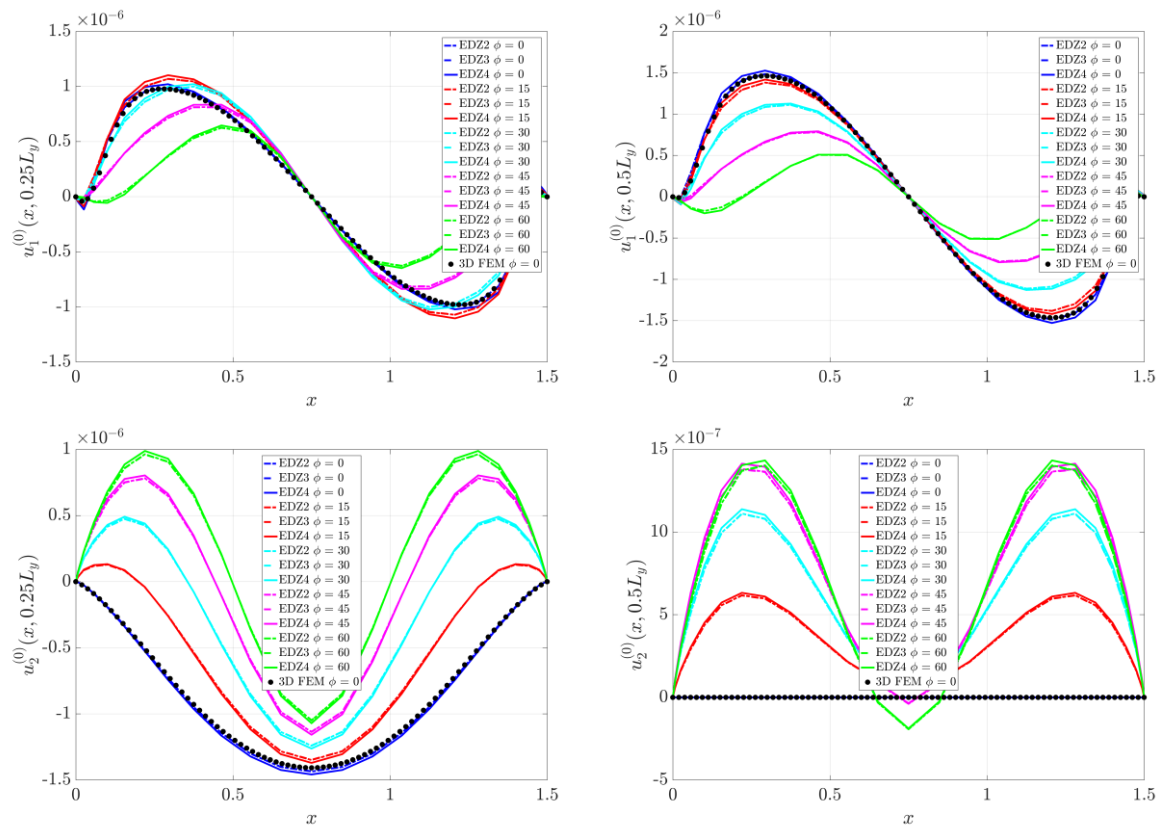 ×10⁻⁶
1.5
1
0.5
0
-0.5
-1
-1.5
0
0.5
1
1.5
x
u₁⁽⁰⁾(x, 0.25L_y)
EDZ2 ϕ = 0
EDZ3 ϕ = 0
EDZ4 ϕ = 0
EDZ2 ϕ = 15
EDZ3 ϕ = 15
EDZ4 ϕ = 15
EDZ2 ϕ = 30
EDZ3 ϕ = 30
EDZ4 ϕ = 30
EDZ2 ϕ = 45
EDZ3 ϕ = 45
EDZ4 ϕ = 45
EDZ2 ϕ = 60
EDZ3 ϕ = 60
EDZ4 ϕ = 60
3D FEM ϕ = 0
×10⁻⁶
2
1.5
1
0.5
0
-0.5
-1
-1.5
-2
0
0.5
1
1.5
x
u₁⁽⁰⁾(x, 0.5L_y)
EDZ2 ϕ = 0
EDZ3 ϕ = 0
EDZ4 ϕ = 0
EDZ2 ϕ = 15
EDZ3 ϕ = 15
EDZ4 ϕ = 15
EDZ2 ϕ = 30
EDZ3 ϕ = 30
EDZ4 ϕ = 30
EDZ2 ϕ = 45
EDZ3 ϕ = 45
EDZ4 ϕ = 45
EDZ2 ϕ = 60
EDZ3 ϕ = 60
EDZ4 ϕ = 60
3D FEM ϕ = 0
×10⁻⁶
1
0.5
0
-0.5
-1
-1.5
0
0.5
1
1.5
x
u₂⁽⁰⁾(x, 0.25L_y)
EDZ2 ϕ = 0
EDZ3 ϕ = 0
EDZ4 ϕ = 0
EDZ2 ϕ = 15
EDZ3 ϕ = 15
EDZ4 ϕ = 15
EDZ2 ϕ = 30
EDZ3 ϕ = 30
EDZ4 ϕ = 30
EDZ2 ϕ = 45
EDZ3 ϕ = 45
EDZ4 ϕ = 45
EDZ2 ϕ = 60
EDZ3 ϕ = 60
EDZ4 ϕ = 60
3D FEM ϕ = 0
×10⁻⁷
15
10
5
0
-5
0
0.5
1
1.5
x
u₂⁽⁰⁾(x, 0.5L_y)
EDZ2 ϕ = 0
EDZ3 ϕ = 0
EDZ4 ϕ = 0
EDZ2 ϕ = 15
EDZ3 ϕ = 15
EDZ4 ϕ = 15
EDZ2 ϕ = 30
EDZ3 ϕ = 30
EDZ4 ϕ = 30
EDZ2 ϕ = 45
EDZ3 ϕ = 45
EDZ4 ϕ = 45
EDZ2 ϕ = 60
EDZ3 ϕ = 60
EDZ4 ϕ = 60
3D FEM ϕ = 0